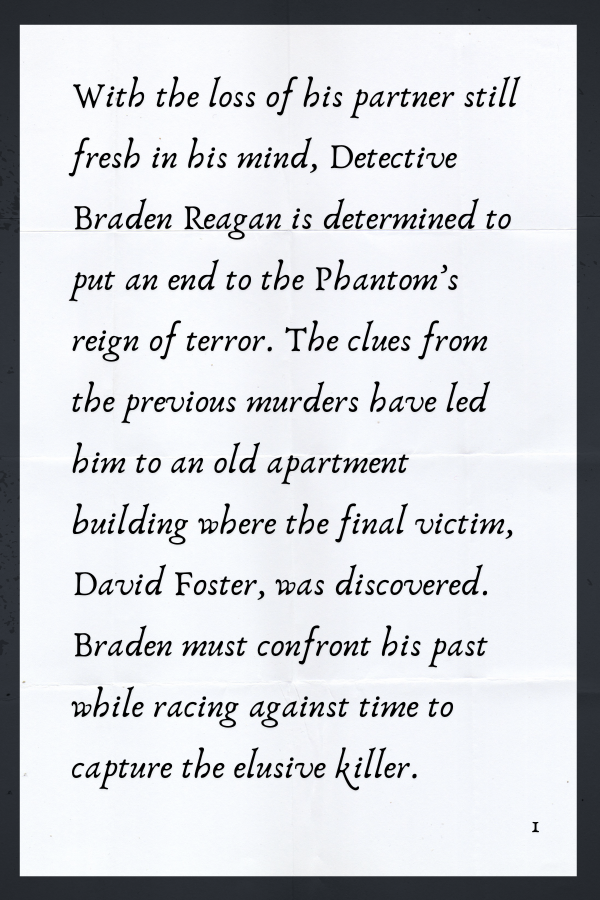 With the loss of his partner still
fresh in his mind, Detective
Braden Reagan is determined to
put an end to the Phantom’s
reign of terror. The clues from
the previous murders have led
him to an old apartment
building where the final victim,
David Foster, was discovered.
Braden must confront his past
while racing against time to
capture the elusive killer.
1